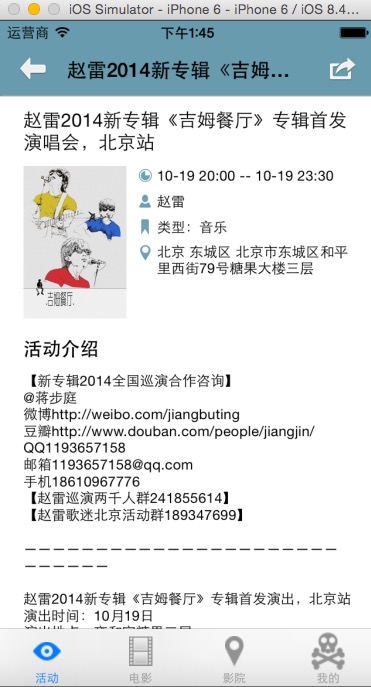 iOS Simulator - iPhone 6 - iPhone 6 / iOS 8.4…
运营商
下午1:45
赵雷2014新专辑《吉姆…
赵雷2014新专辑《吉姆餐厅》专辑首发
演唱会，北京站
10-19 20:00 -- 10-19 23:30
赵雷
类型：音乐
北京 东城区 北京市东城区和平
里西街79号糖果大楼三层
.吉姆餐厅.
活动介绍
【新专辑2014全国巡演合作咨询】
@蒋步庭
微博http://weibo.com/jiangbuting
豆瓣http://www.douban.com/people/jiangjin/
QQ1193657158
邮箱1193657158@qq.com
手机18610967776
【赵雷巡演两千人群241855614】
【赵雷歌迷北京活动群189347699】
－－－－－－－－－－－－－－－－－－－－－－－－
－－－－－－
赵雷2014新专辑《吉姆餐厅》专辑首发演出，北京站
演出时间：10月19日
活动
电影
影院
我的